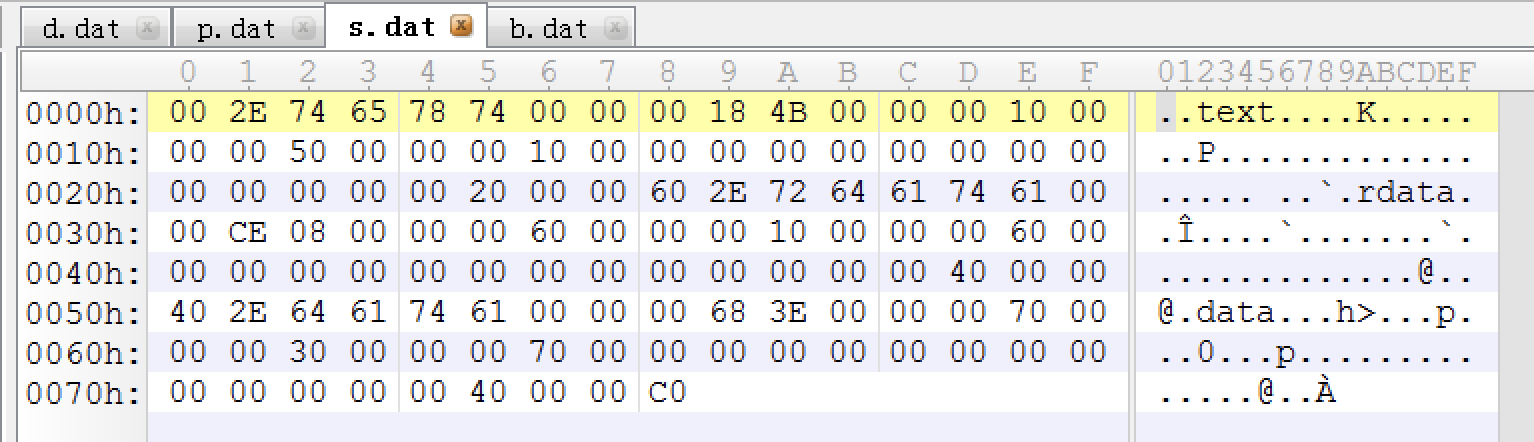 d.dat p.dat s.dat b.dat
0 1 2 3 4 5 6 7 8 9 A B C D E F 0123456789ABCDEF
0000h: 00 2E 74 65 78 74 00 00 00 18 4B 00 00 00 10 00 ..text....K.....
0010h: 00 00 50 00 00 00 10 00 00 00 00 00 00 00 00 00 ..P.............
0020h: 00 00 00 00 00 20 00 00 60 2E 72 64 61 74 61 00 ..... ..`.rdata.
0030h: 00 CE 08 00 00 00 60 00 00 00 10 00 00 00 60 00 .Î....`.......`.
0040h: 00 00 00 00 00 00 00 00 00 00 00 00 00 40 00 00 .............@..
0050h: 40 2E 64 61 74 61 00 00 00 68 3E 00 00 00 70 00 @.data...h>...p.
0060h: 00 00 30 00 00 00 70 00 00 00 00 00 00 00 00 00 ..0...p.........
0070h: 00 00 00 00 00 40 00 00 C0 .....@..À